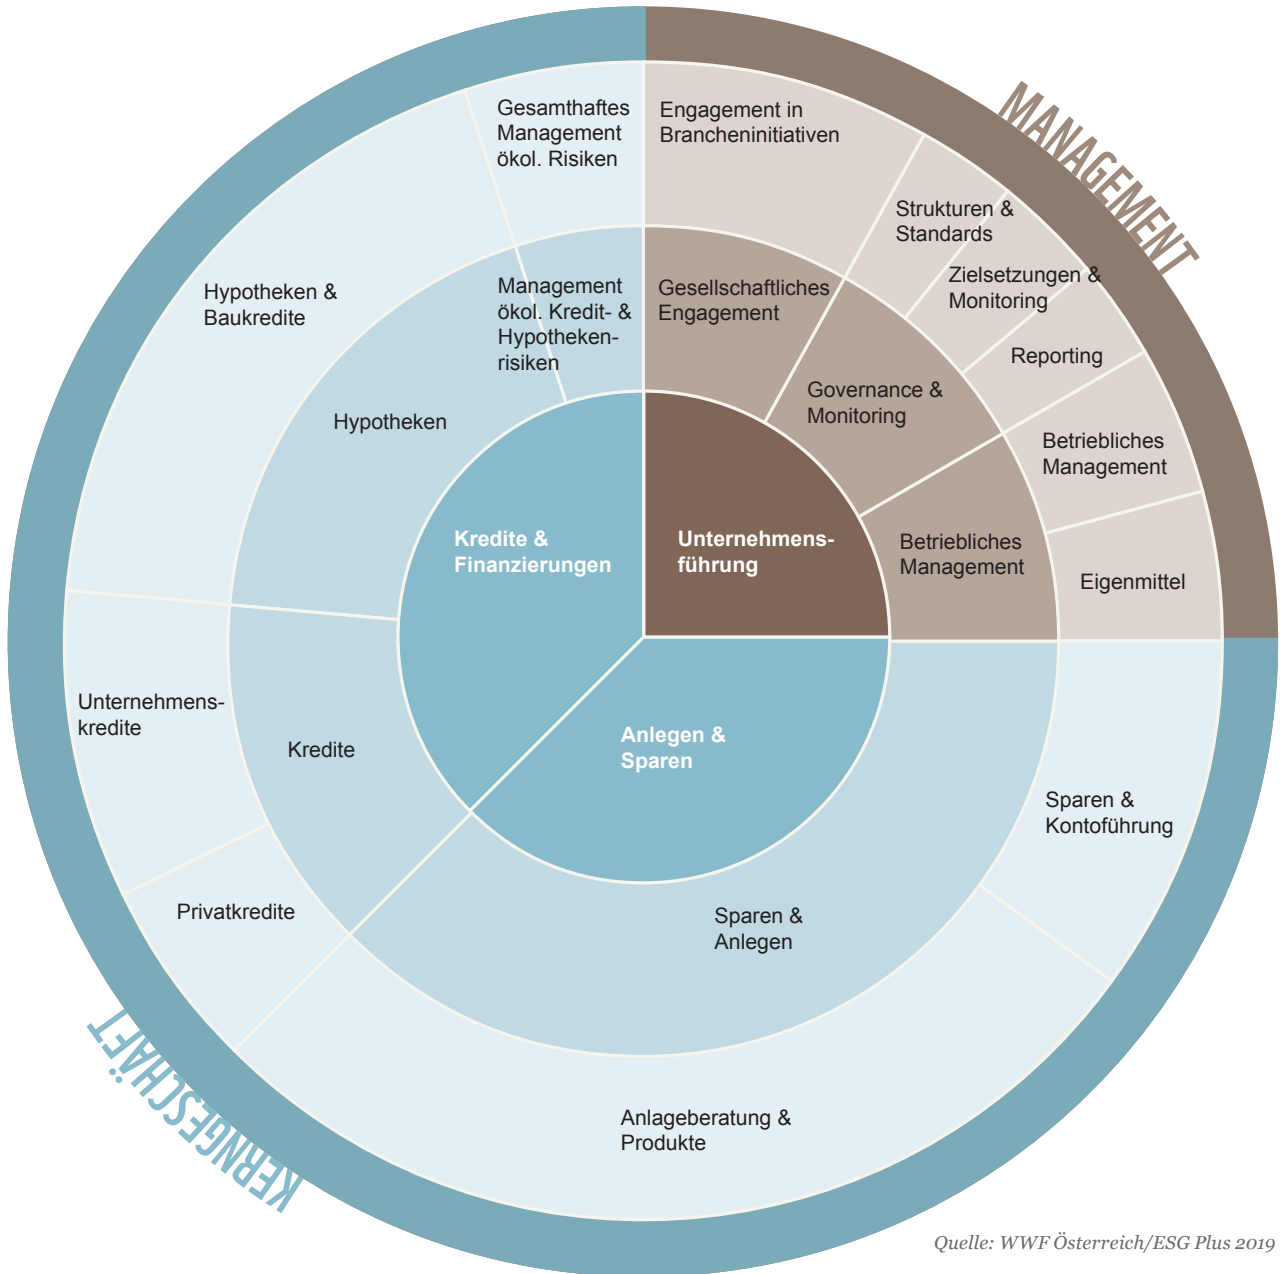 MANAGEMENT
Gesamthaftes
Management
ökol. Risiken
Engagement in
Brancheninitiativen
Strukturen &
Standards
Zielsetzungen &
Monitoring
Reporting
Betriebliches
Management
Eigenmittel
Hypotheken &
Baukredite
Management
ökol. Kredit- &
Hypotheken-
risiken
Gesellschaftliches
Engagement
Governance &
Monitoring
Betriebliches
Management
Hypotheken
Kredite &
Finanzierungen
Unternehmens-
führung
Unternehmens-
kredite
Kredite
Anlegen &
Sparen
Sparen &
Kontoführung
Privatkredite
Sparen &
Anlegen
Anlageberatung &
Produkte
KERNGESCHÄFT
Quelle: WWF Österreich/ESG Plus 2019